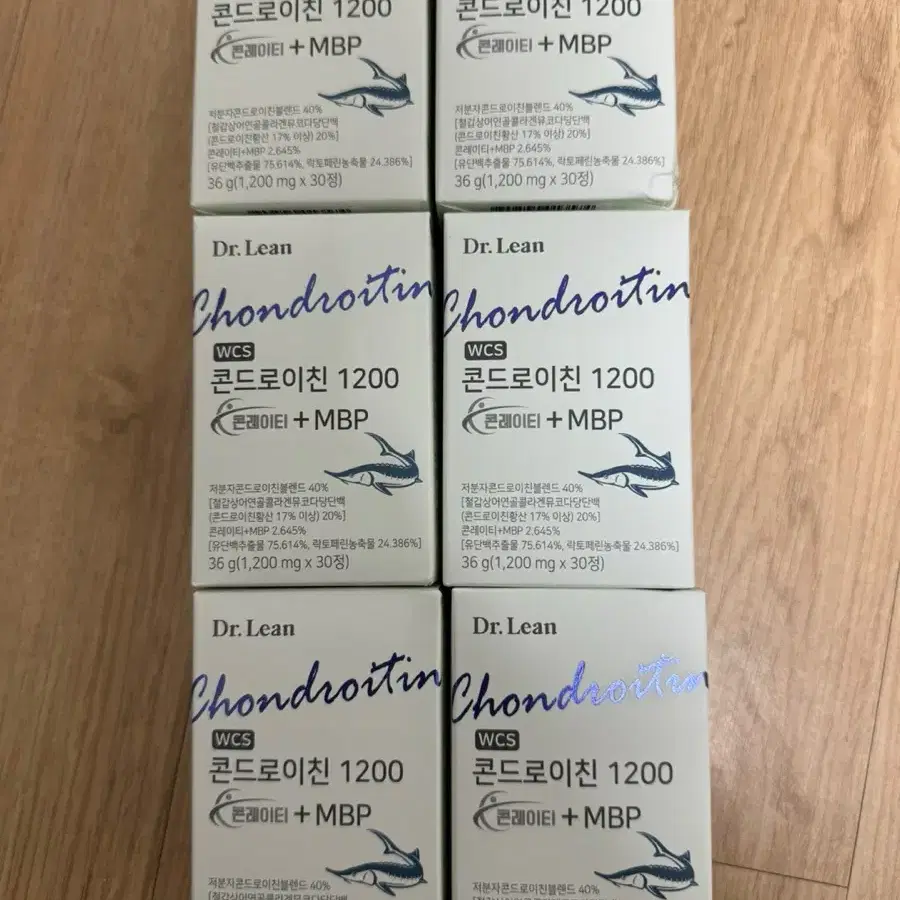 콘드로이친 1200
콘레이티 + MBP
저분자콘드로이친블렌드 40%
[철갑상어연골콜라겐뮤코다당단백
(콘드로이친황산 17% 이상) 20%]
콘레이티+MBP 2.645%
[유단백추출물 75.614%, 락토페린농축물 24.386%]
36 g(1,200 mg x 30정)
콘드로이친 1200
콘레이티 + MBP
저분자콘드로이친블렌드 40%
[철갑상어연골콜라겐뮤코다당단백
(콘드로이친황산 17% 이상) 20%]
콘레이티+MBP 2.645%
[유단백추출물 75.614%, 락토페린농축물 24.386%]
36 g(1,200 mg x 30정)
Dr. Lean
Chondroitin
WCS
콘드로이친 1200
콘레이티 + MBP
저분자콘드로이친블렌드 40%
[철갑상어연골콜라겐뮤코다당단백
(콘드로이친황산 17% 이상) 20%]
콘레이티+MBP 2.645%
[유단백추출물 75.614%, 락토페린농축물 24.386%]
36 g(1,200 mg x 30정)
Dr. Lean
Chondroitin
WCS
콘드로이친 1200
콘레이티 + MBP
저분자콘드로이친블렌드 40%
[철갑상어연골콜라겐뮤코다당단백
(콘드로이친황산 17% 이상) 20%]
콘레이티+MBP 2.645%
[유단백추출물 75.614%, 락토페린농축물 24.386%]
36 g(1,200 mg x 30정)
Dr. Lean
Chondroitin
WCS
콘드로이친 1200
콘레이티 + MBP
저분자콘드로이친블렌드 40%
[철갑상어연골콜라겐뮤코다당단백
Dr. Lean
Chondroitin
WCS
콘드로이친 1200
콘레이티 + MBP
저분자콘드로이친블렌드 40%